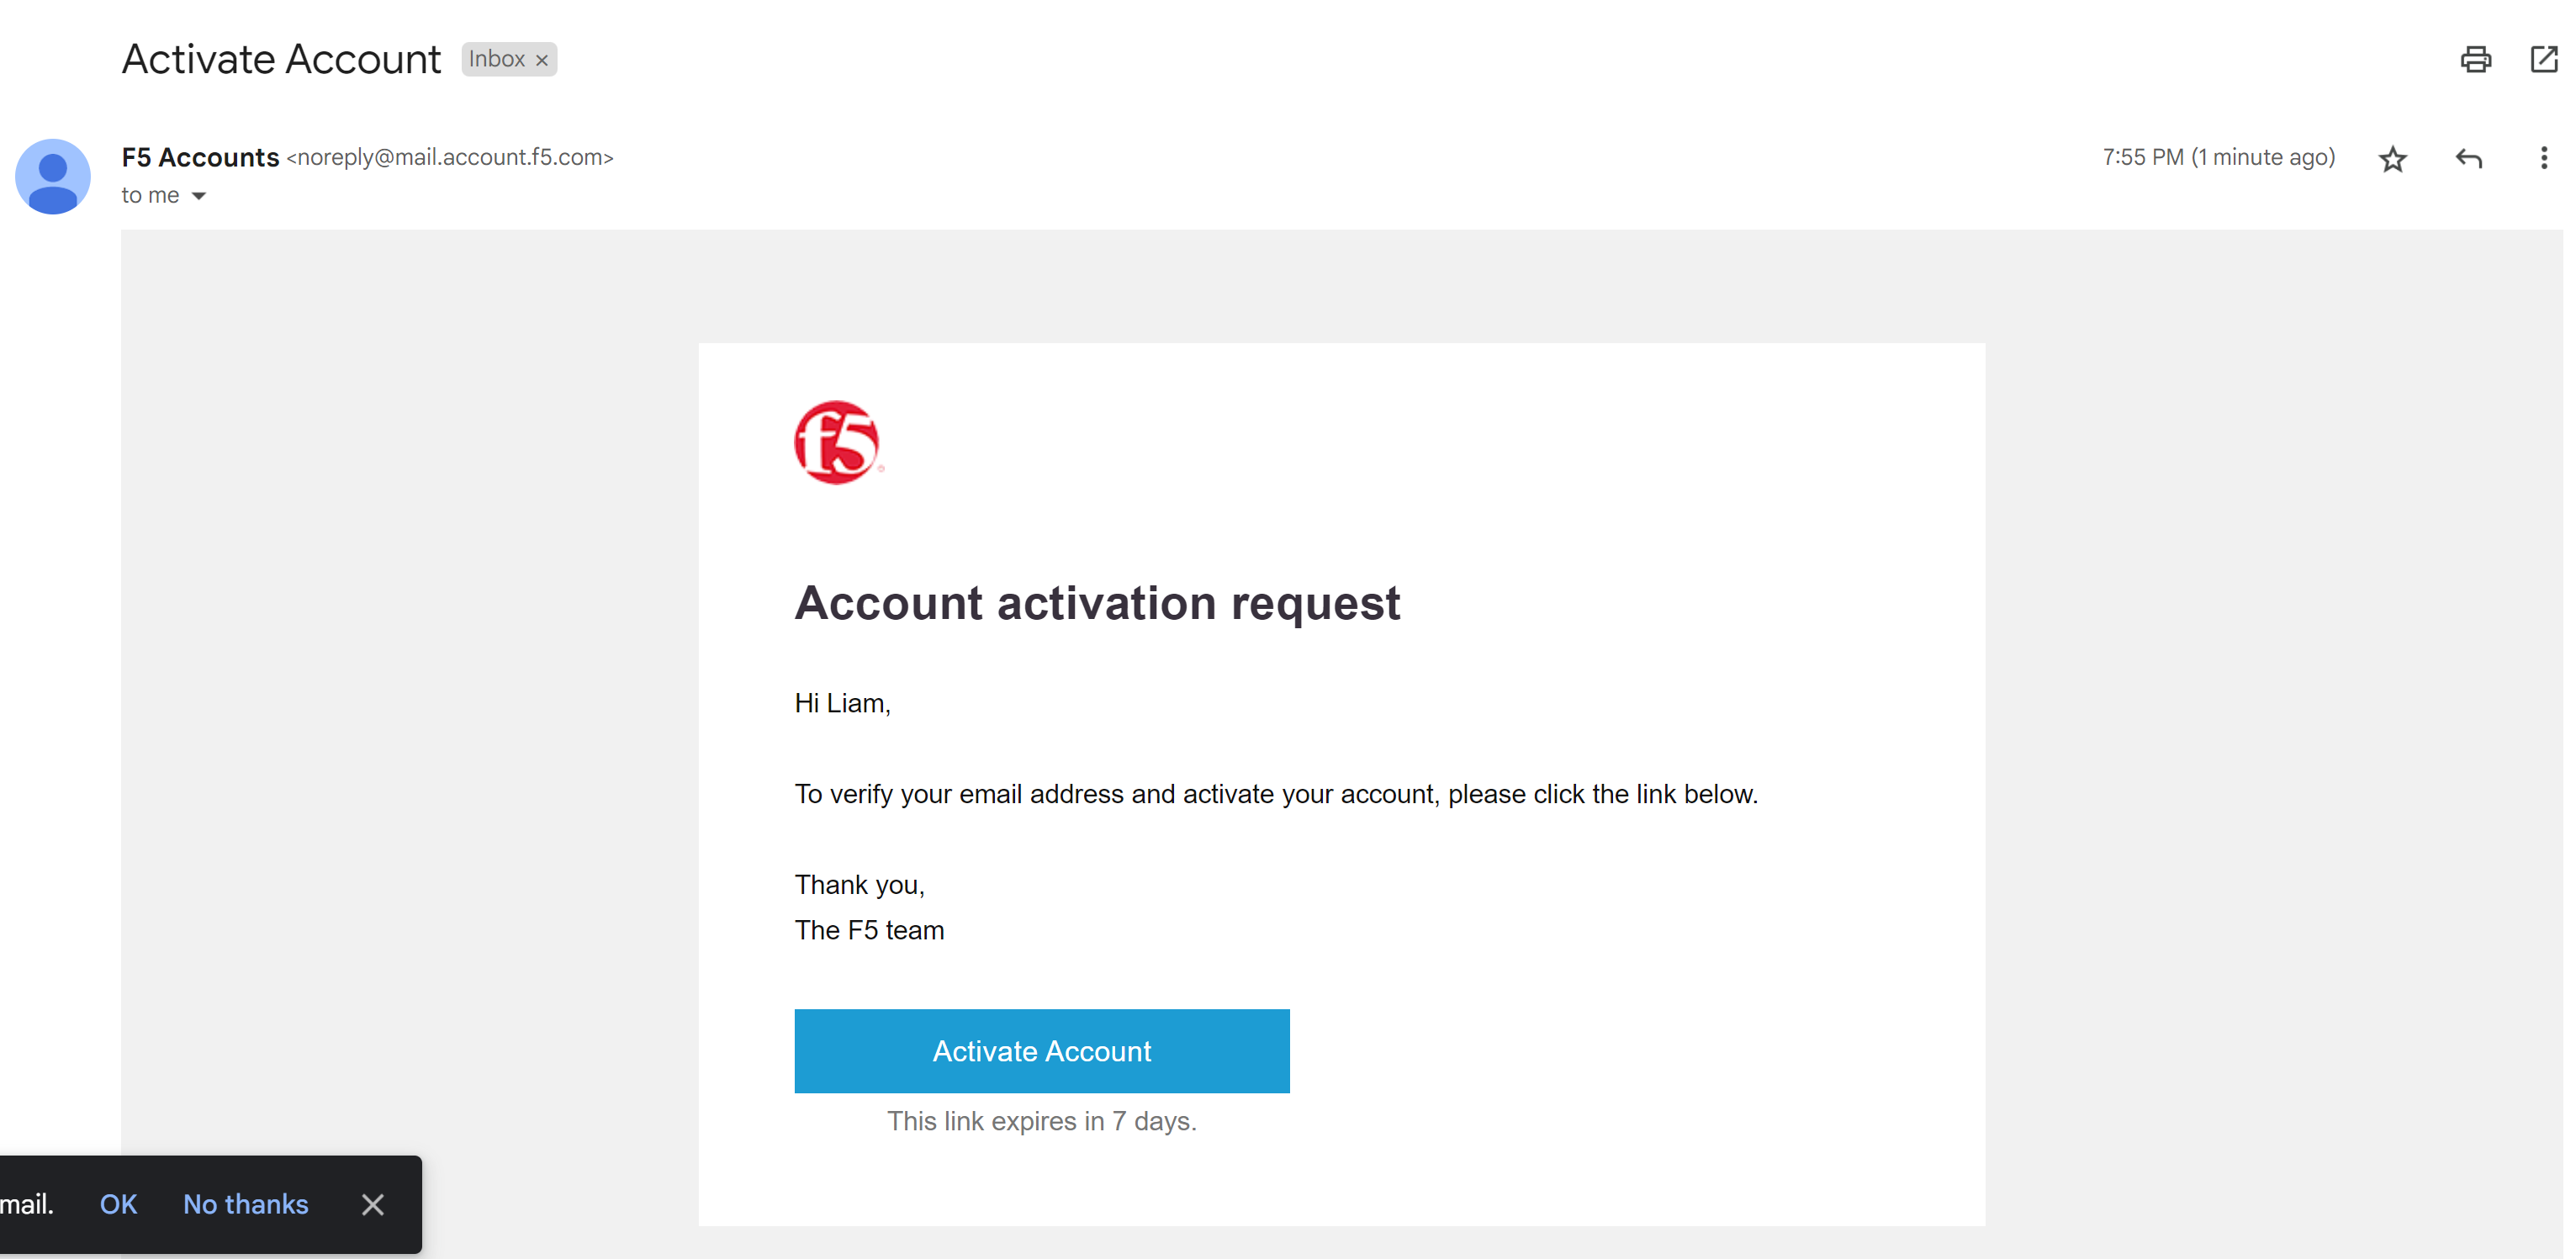 Activate Account Inbox ×
F5 Accounts <noreply@mail.account.f5.com> 7:55 PM (1 minute ago)
to me
f5
Account activation request
Hi Liam,
To verify your email address and activate your account, please click the link below.
Thank you,
The F5 team
Activate Account
This link expires in 7 days.
mail. OK No thanks